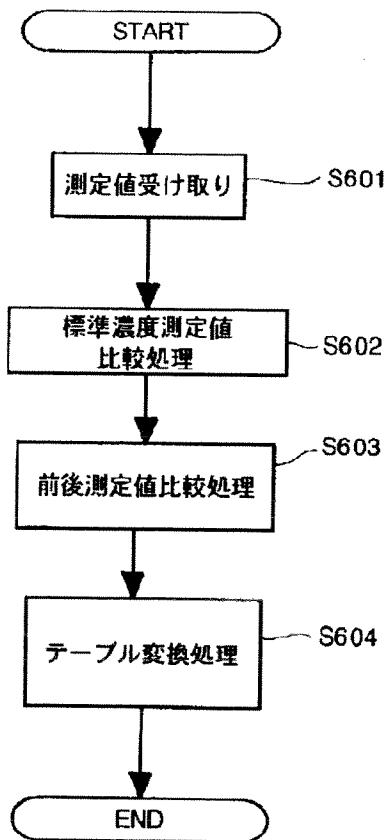 START
測定値受け取り
S601
標準濃度測定値
比較処理
S602
S603
前後測定値比較処理
テーブル変換処理
S604
END